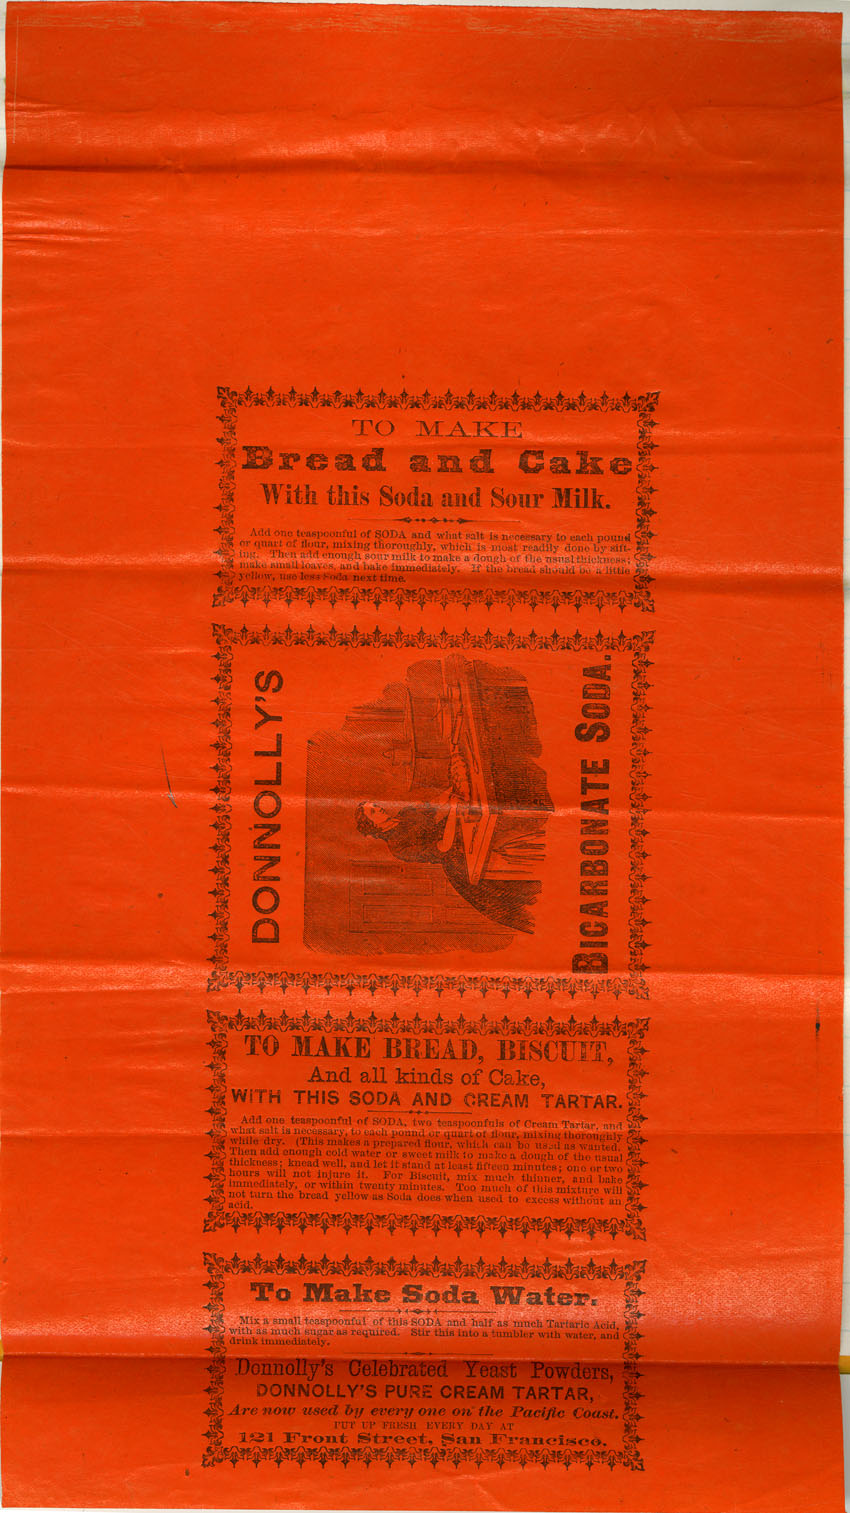 TO MAKE
Bread and Cake
With this Soda and Sour Milk.
Add one teaspoonful of SODA and what salt is necessary to each pound
or quart of flour, mixing thoroughly, which is most readily done by sift-
ing. Then add enough sour milk to make a dough of the usual thickness;
make small loaves, and bake immediately. If the bread should be a little
yellow, use less Soda next time.
DONNOLLY'S
BICARBONATE SODA.
TO MAKE BREAD, BISCUIT,
And all kinds of Cake,
WITH THIS SODA AND CREAM TARTAR.
Add one teaspoonful of SODA, two teaspoonfuls of Cream Tartar, and
what salt is necessary, to each pound or quart of flour, mixing thoroughly
while dry. (This makes a prepared flour, which can be used as wanted.
Then add enough cold water or sweet milk to make a dough of the usual
thickness; knead well, and let it stand at least fifteen minutes; one or two
hours will not injure it. For Biscuit, mix much thinner, and bake
immediately, or within twenty minutes. Too much of this mixture will
not turn the bread yellow as Soda does when used to excess without an
acid.
To Make Soda Water.
Mix a small teaspoonful of this SODA and half as much Tartaric Acid,
with as much sugar as required. Stir this into a tumbler with water, and
drink immediately.
Donnolly's Celebrated Yeast Powders,
DONNOLLY'S PURE CREAM TARTAR,
Are now used by every one on the Pacific Coast.
PUT UP FRESH EVERY DAY AT
121 Front Street, San Francisco.